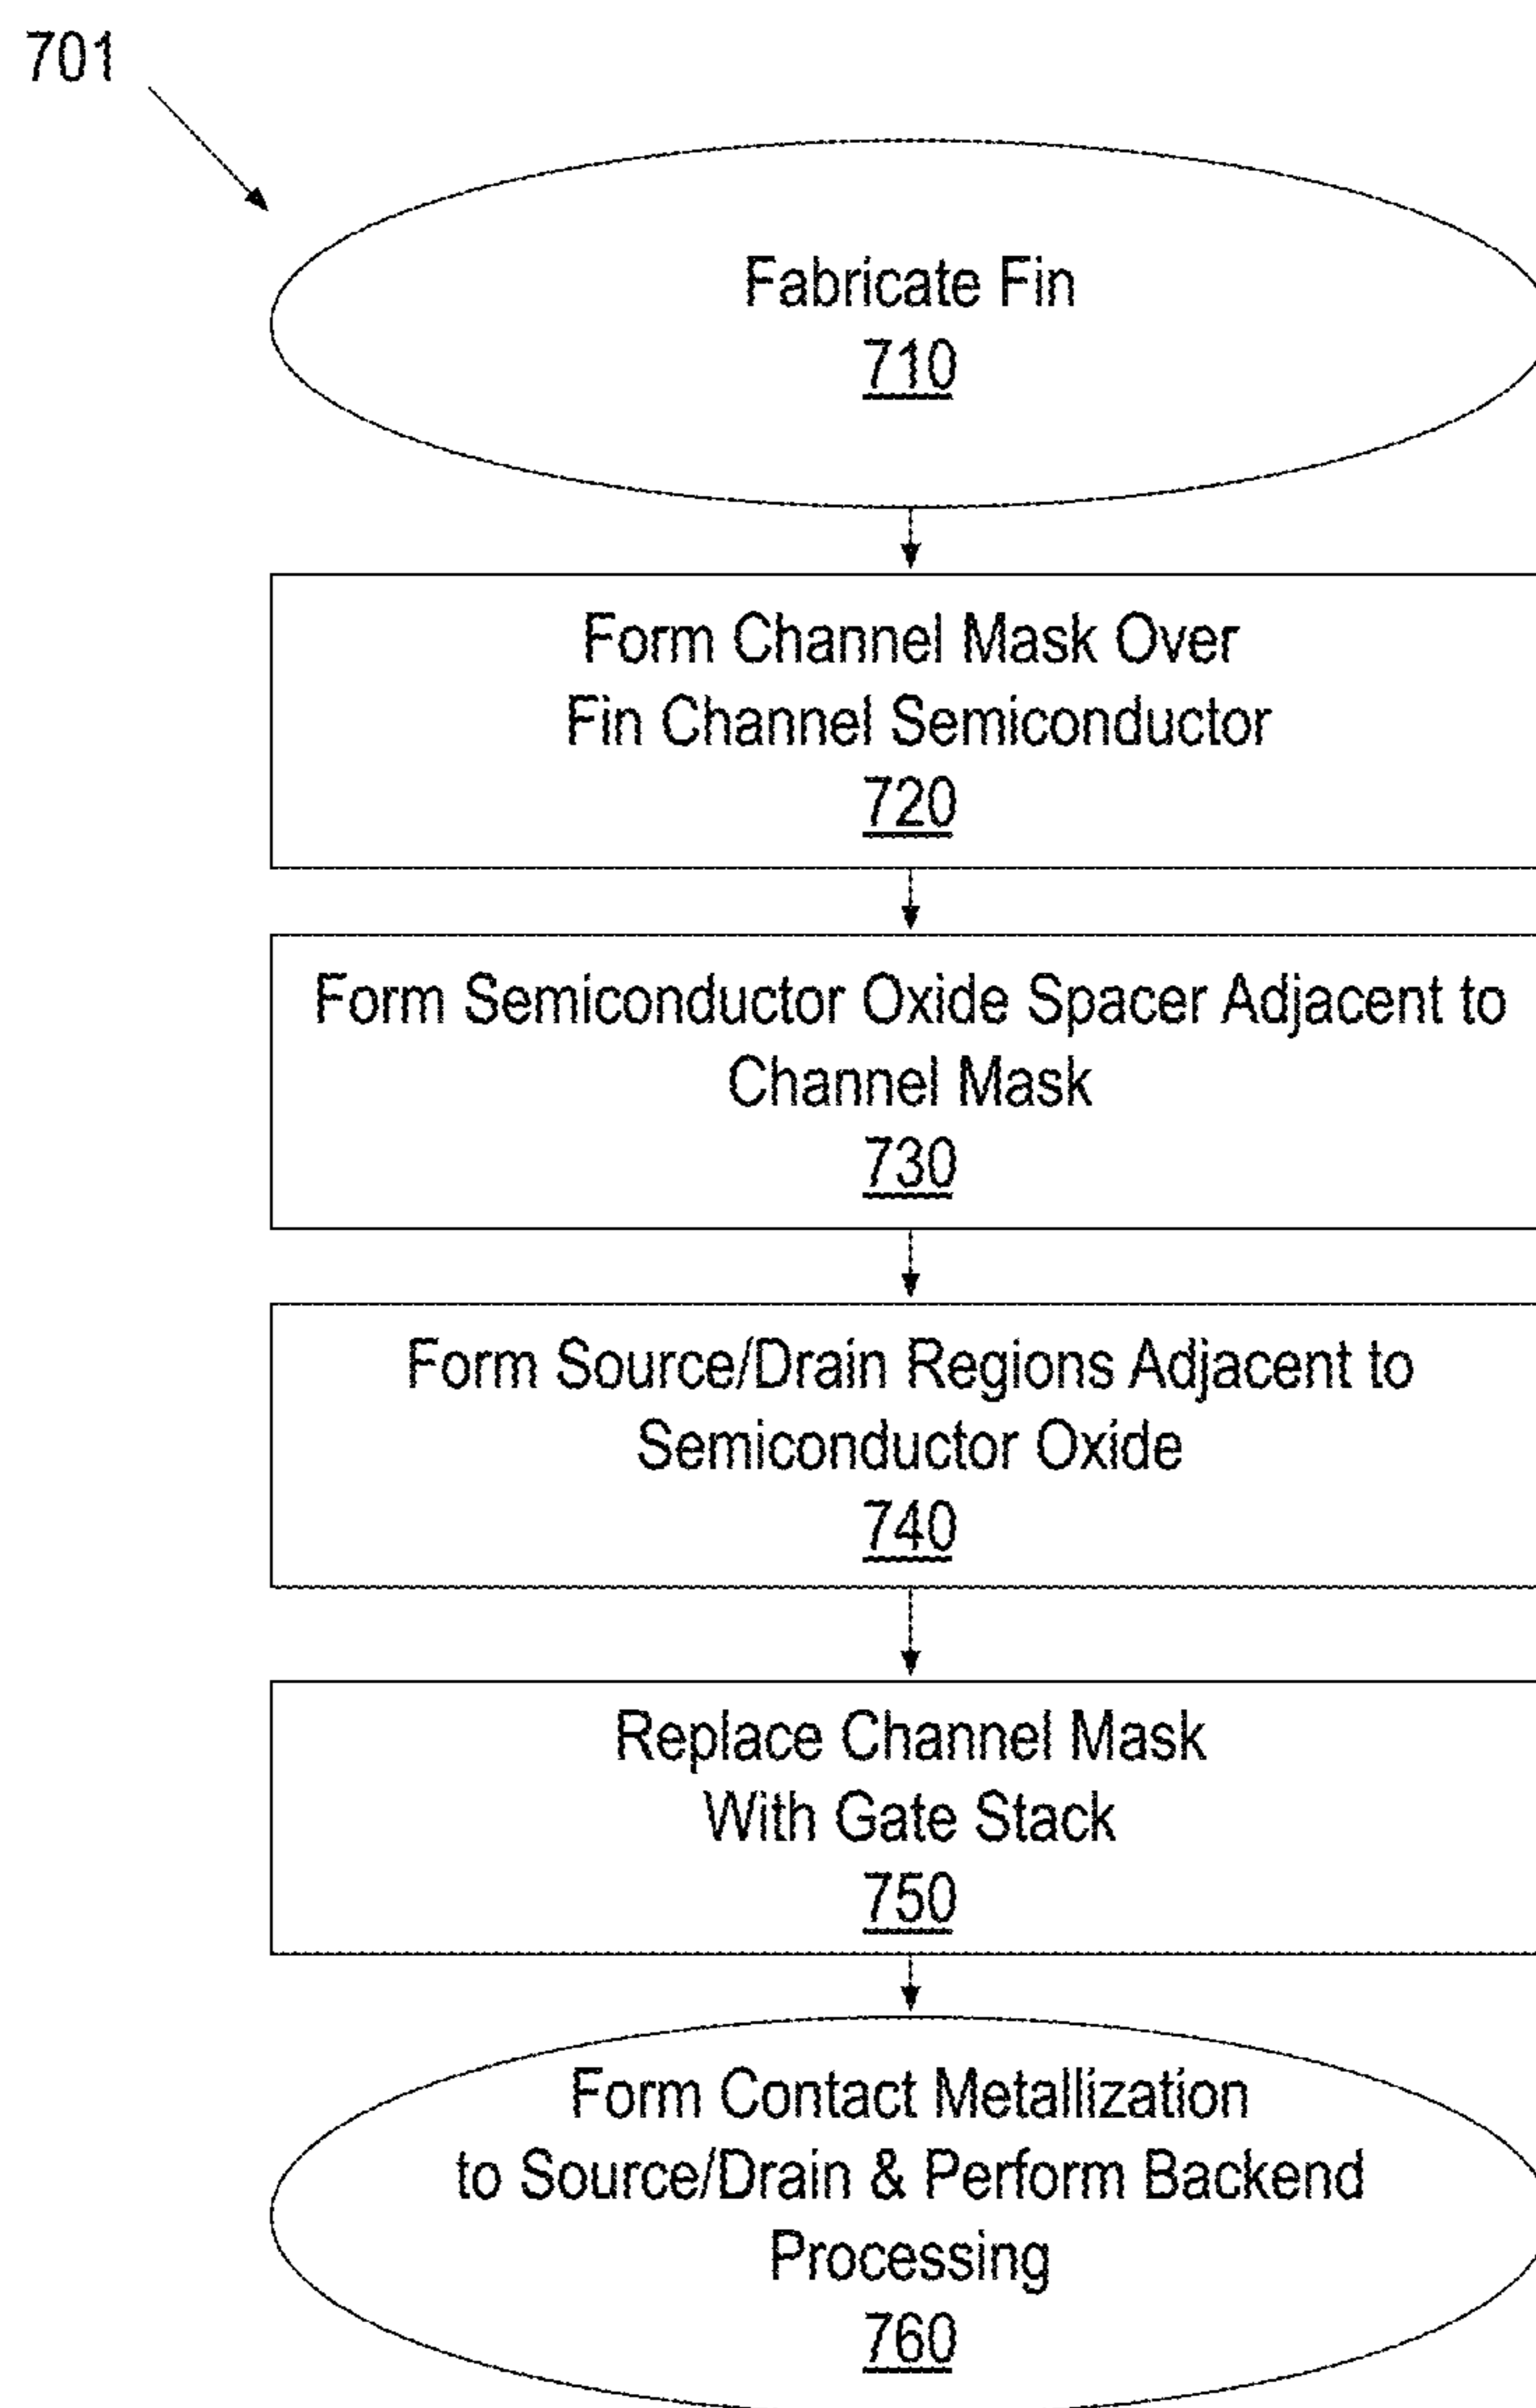 701
Fabricate Fin
710
Form Channel Mask Over
Fin Channel Semiconductor
720
Form Semiconductor Oxide Spacer Adjacent to
Channel Mask
730
Form Source/Drain Regions Adjacent to
Semiconductor Oxide
740
Replace Channel Mask
With Gate Stack
750
Form Contact Metallization
to Source/Drain & Perform Backend
Processing
760